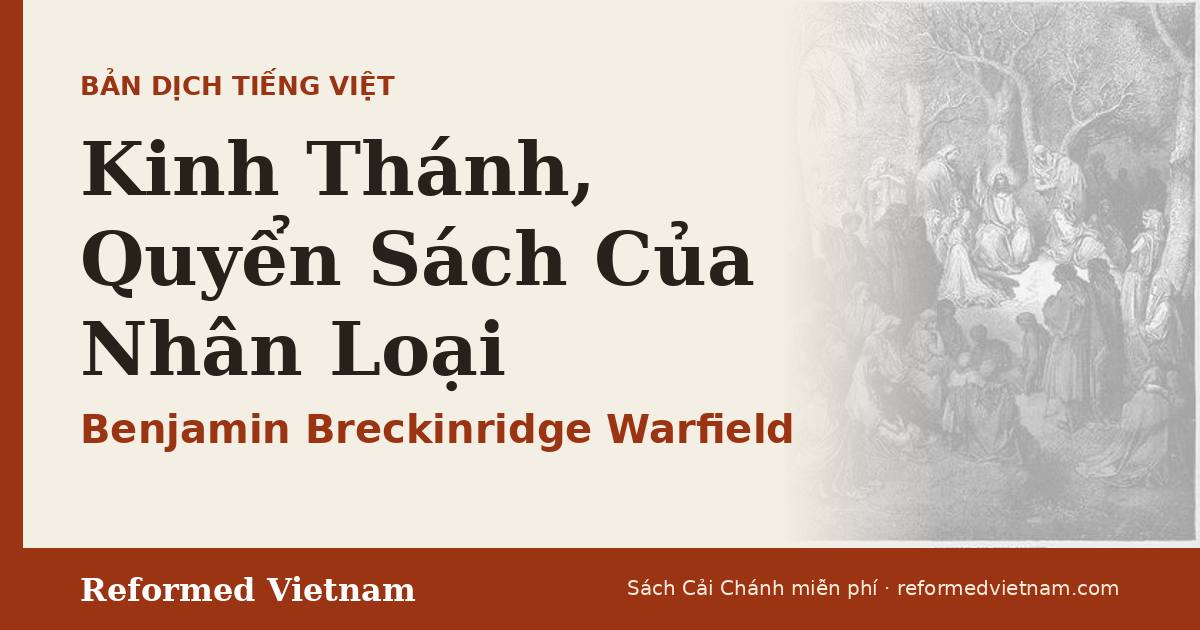 BẢN DỊCH TIẾNG VIỆT
Kinh Thánh,
Quyển Sách Của
Nhân Loại
Benjamin Breckinridge Warfield
Reformed Vietnam
Sách Cải Chánh miễn phí · reformedvietnam.com